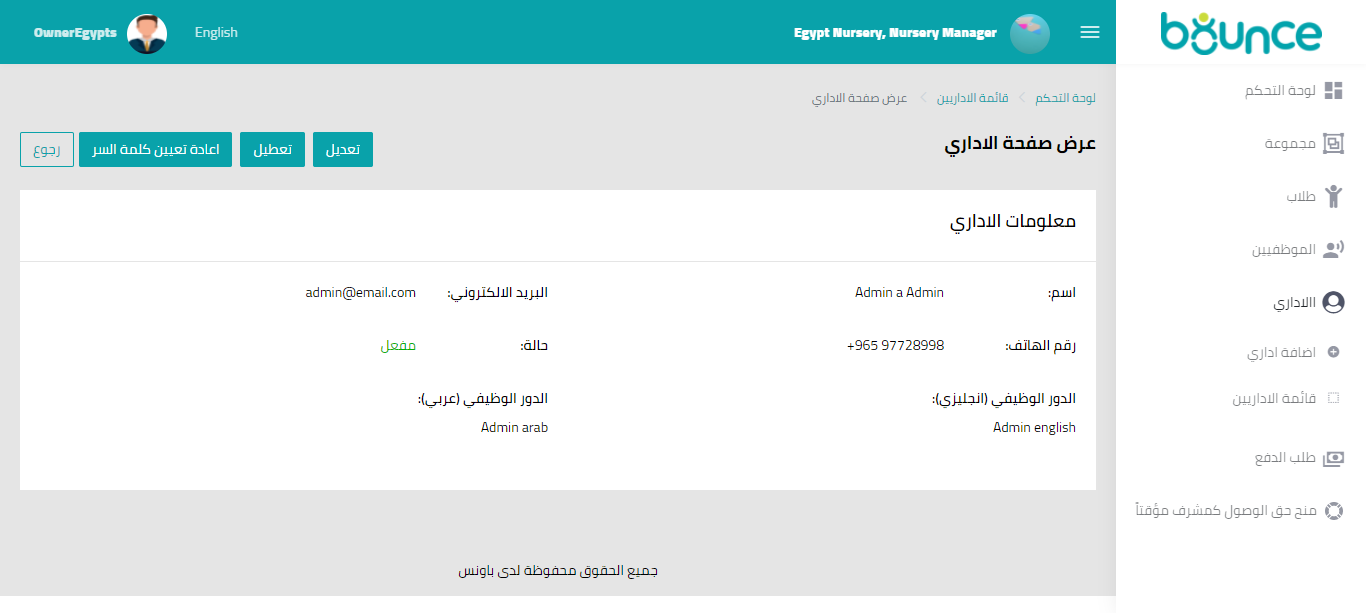 bounce
Egypt Nursery, Nursery Manager
English
OwnerEgypts
لوحة التحكم
مجموعة
طلاب
الموظفيين
االاداري
اضافة اداري
قائمة الاداريين
طلب الدفع
منح حق الوصول كمشرف مؤقتاً
لوحة التحكم > قائمة الاداريين > عرض صفحة الاداري
عرض صفحة الاداري
تعديل
تعطيل
اعادة تعيين كلمة السر
رجوع
معلومات الاداري
اسم: Admin a Admin
البريد الالكتروني: admin@email.com
رقم الهاتف: +965 97728998
حالة: مفعل
الدور الوظيفي (انجليزي):
Admin english
الدور الوظيفي (عربي):
Admin arab
جميع الحقوق محفوظة لدى باونس